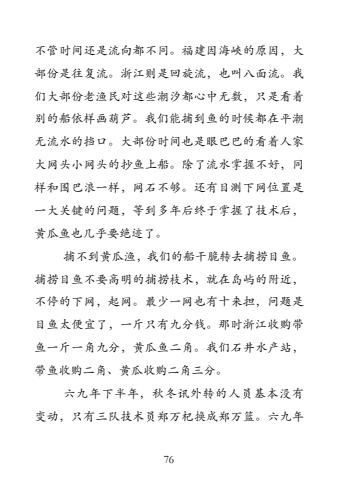 不管时间还是流向都不同。福建因海峡的原因，大
部份是往复流。浙江则是回旋流，也叫八面流。我
们大部份老渔民对这些潮汐都心中无数，只是看着
别的船依样画葫芦。我们能捕到鱼的时候都在平潮
无流水的挡口。大部份时间也是眼巴巴的看着人家
大网头小网头的抄鱼上船。除了流水掌握不好，同
样和围巴浪一样，网石不够。还有目测下网位置是
一大关键的问题，等到多年后终于掌握了技术后，
黄瓜鱼也几乎要绝迹了。
捕不到黄瓜渔，我们的船干脆转去捕捞目鱼。
捕捞目鱼不要高明的捕捞技术，就在岛屿的附近，
不停的下网，起网。最少一网也有十来担，问题是
目鱼太便宜了，一斤只有九分钱。那时浙江收购带
鱼一斤一角九分，黄瓜鱼二角。我们石井水产站，
带鱼收购二角、黄瓜收购二角三分。
六九年下半年，秋冬讯外转的人员基本没有
变动，只有三队技术员郑万杞换成郑万篮。六九年
76